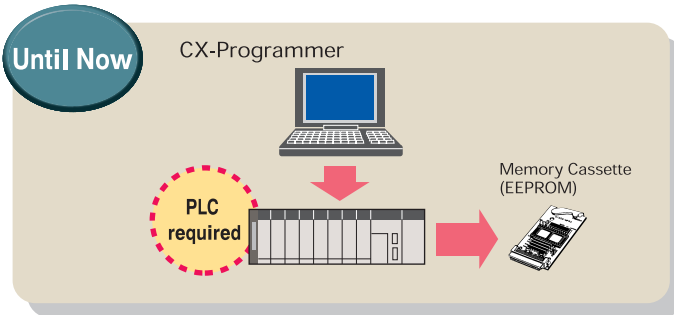 Until Now
CX-Programmer
Memory Cassette
(EEPROM)
PLC
required